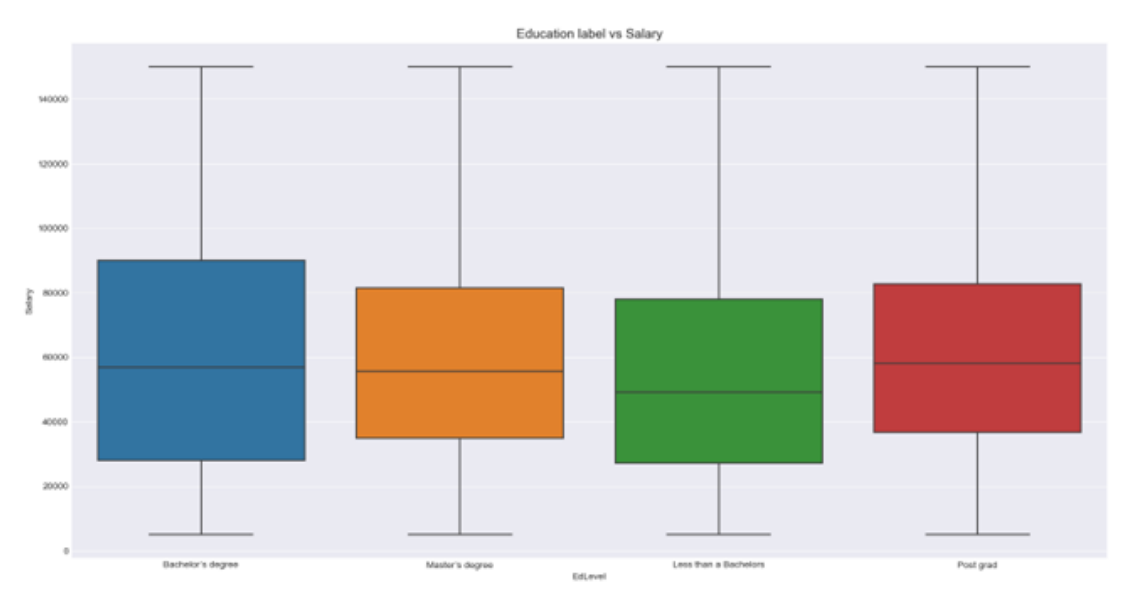 Education label vs Salary
140000
120000
100000
80000
60000
40000
20000
0
Salary
Bachelor's degree
Master's degree
Less than a Bachelors
Post grad
EdLevel